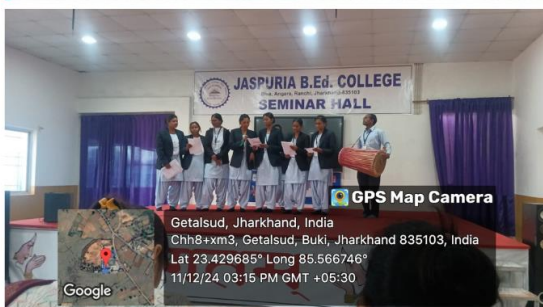 JASPURIA B.Ed. COLLEGE
SEMINAR HALL
GPS Map Camera
Getalsud, Jharkhand, India
Chh8+xm3, Getalsud, Buki, Jharkhand 835103, India
Lat 23.429685° Long 85.566746°
11/12/24 03:15 PM GMT +05:30
Google